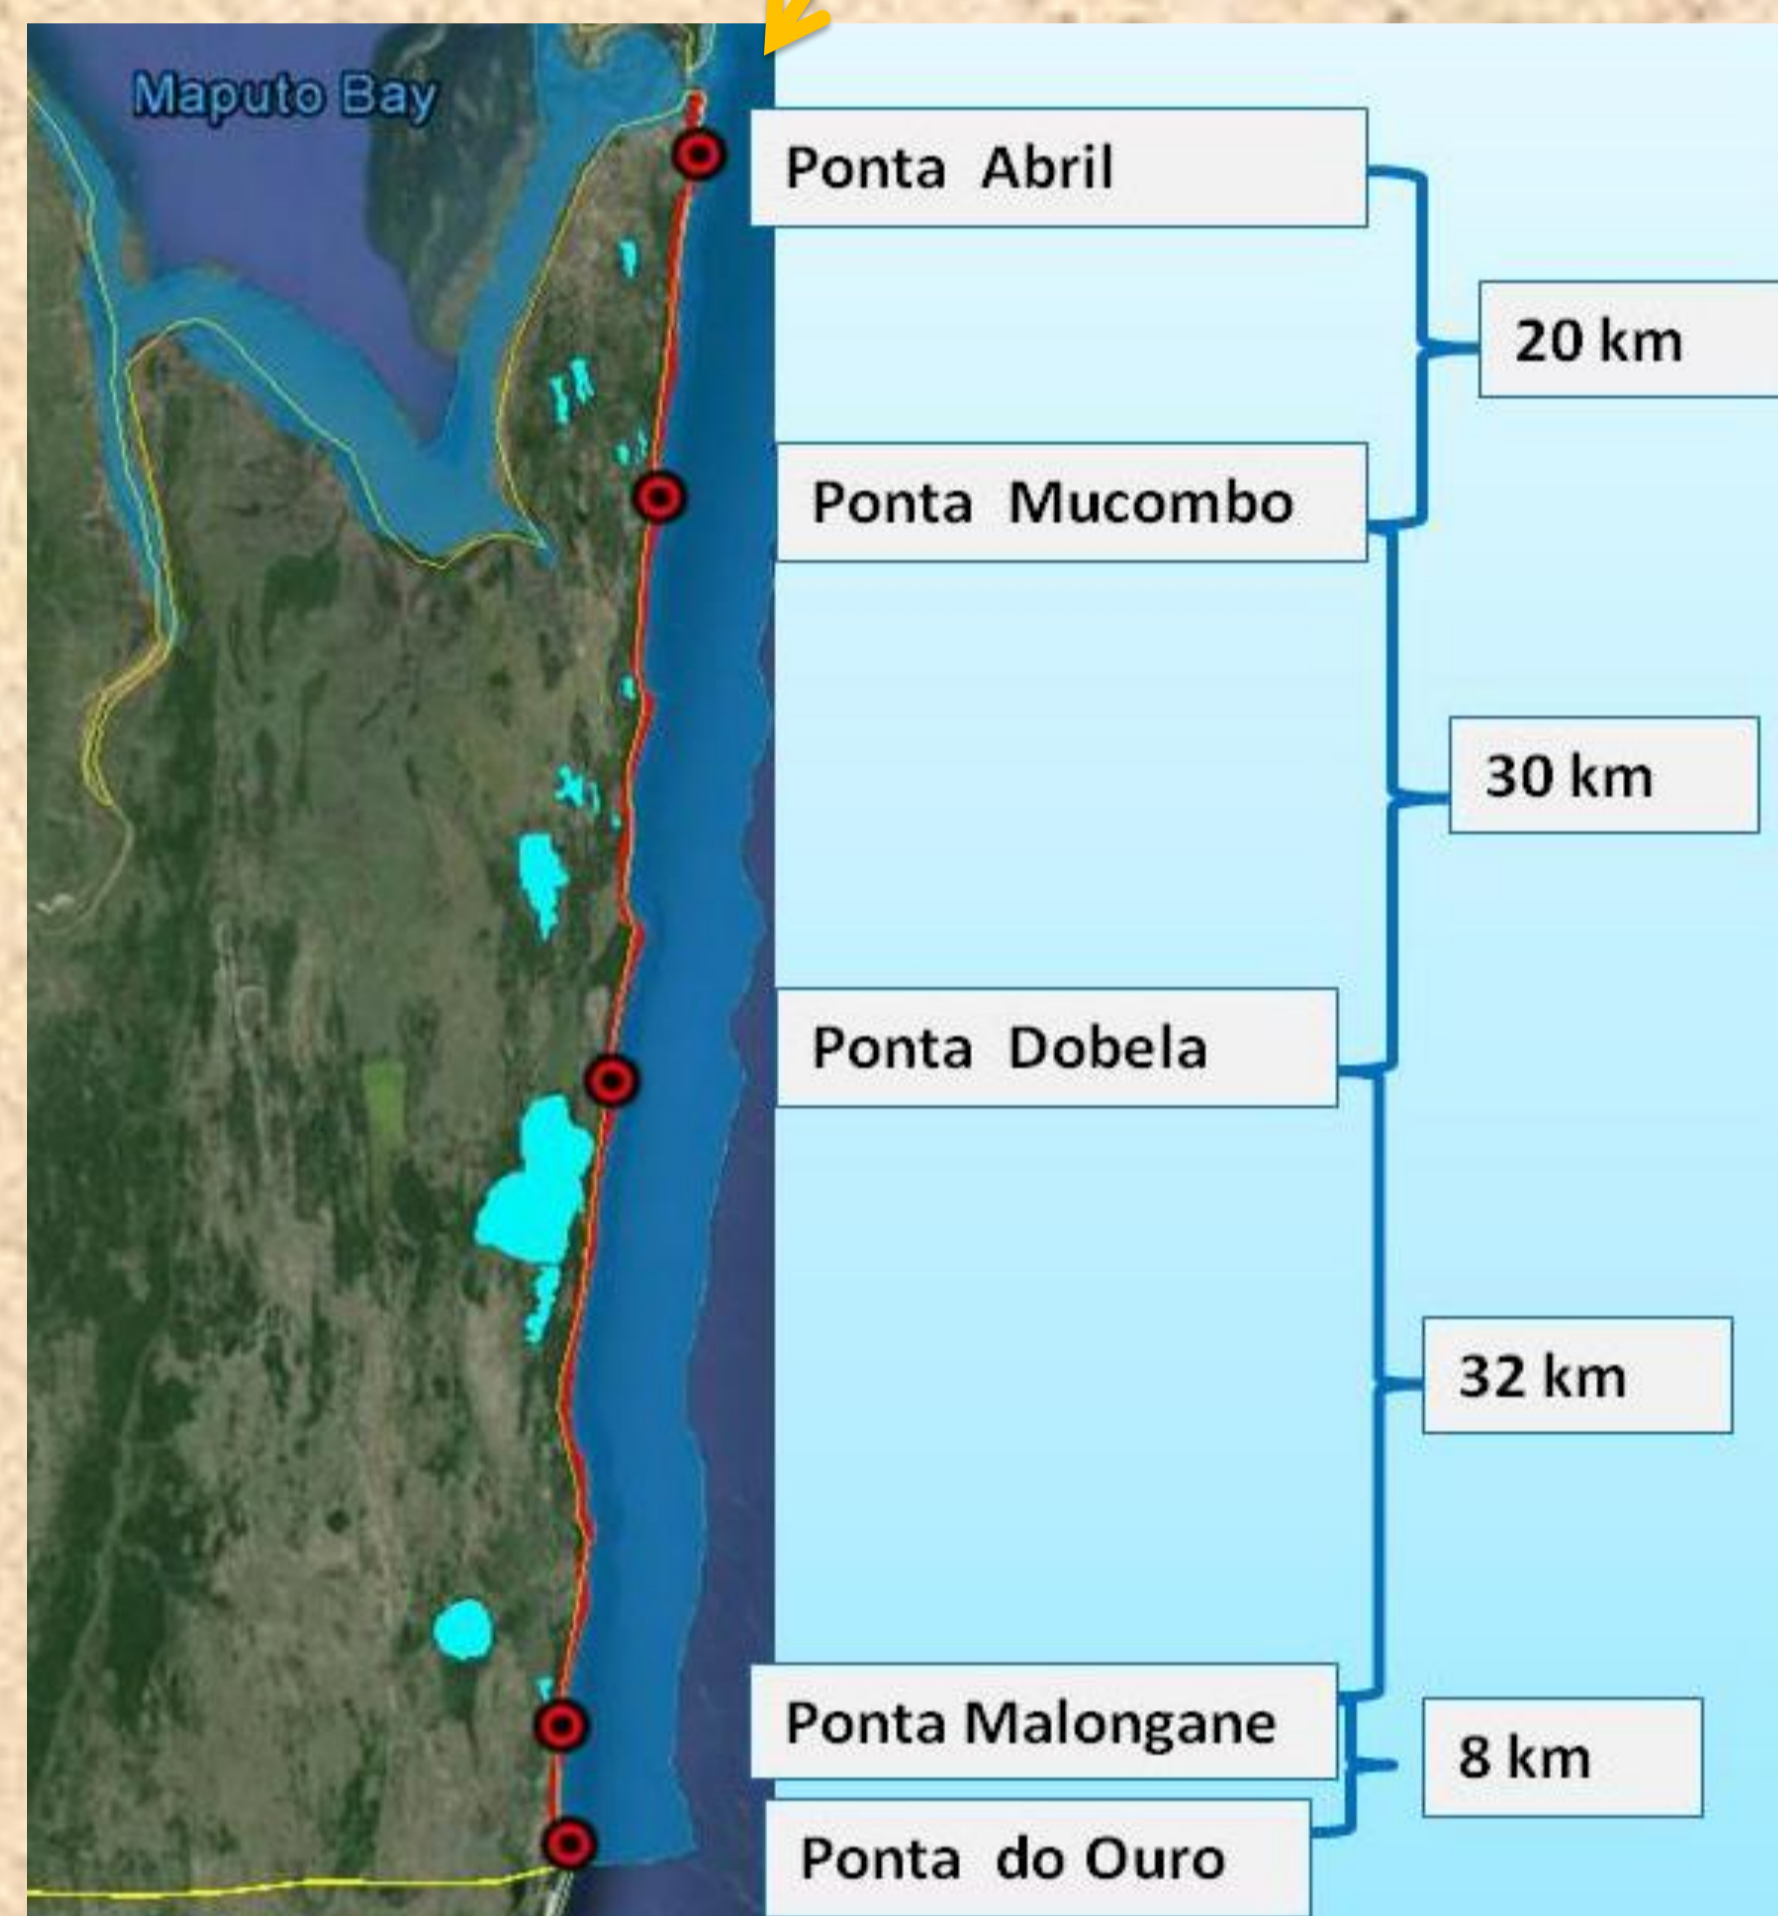 Maputo Bay
Ponta Abril
20 km
Ponta Mucombo
30 km
Ponta Dobela
32 km
Ponta Malongane
8 km
Ponta do Ouro